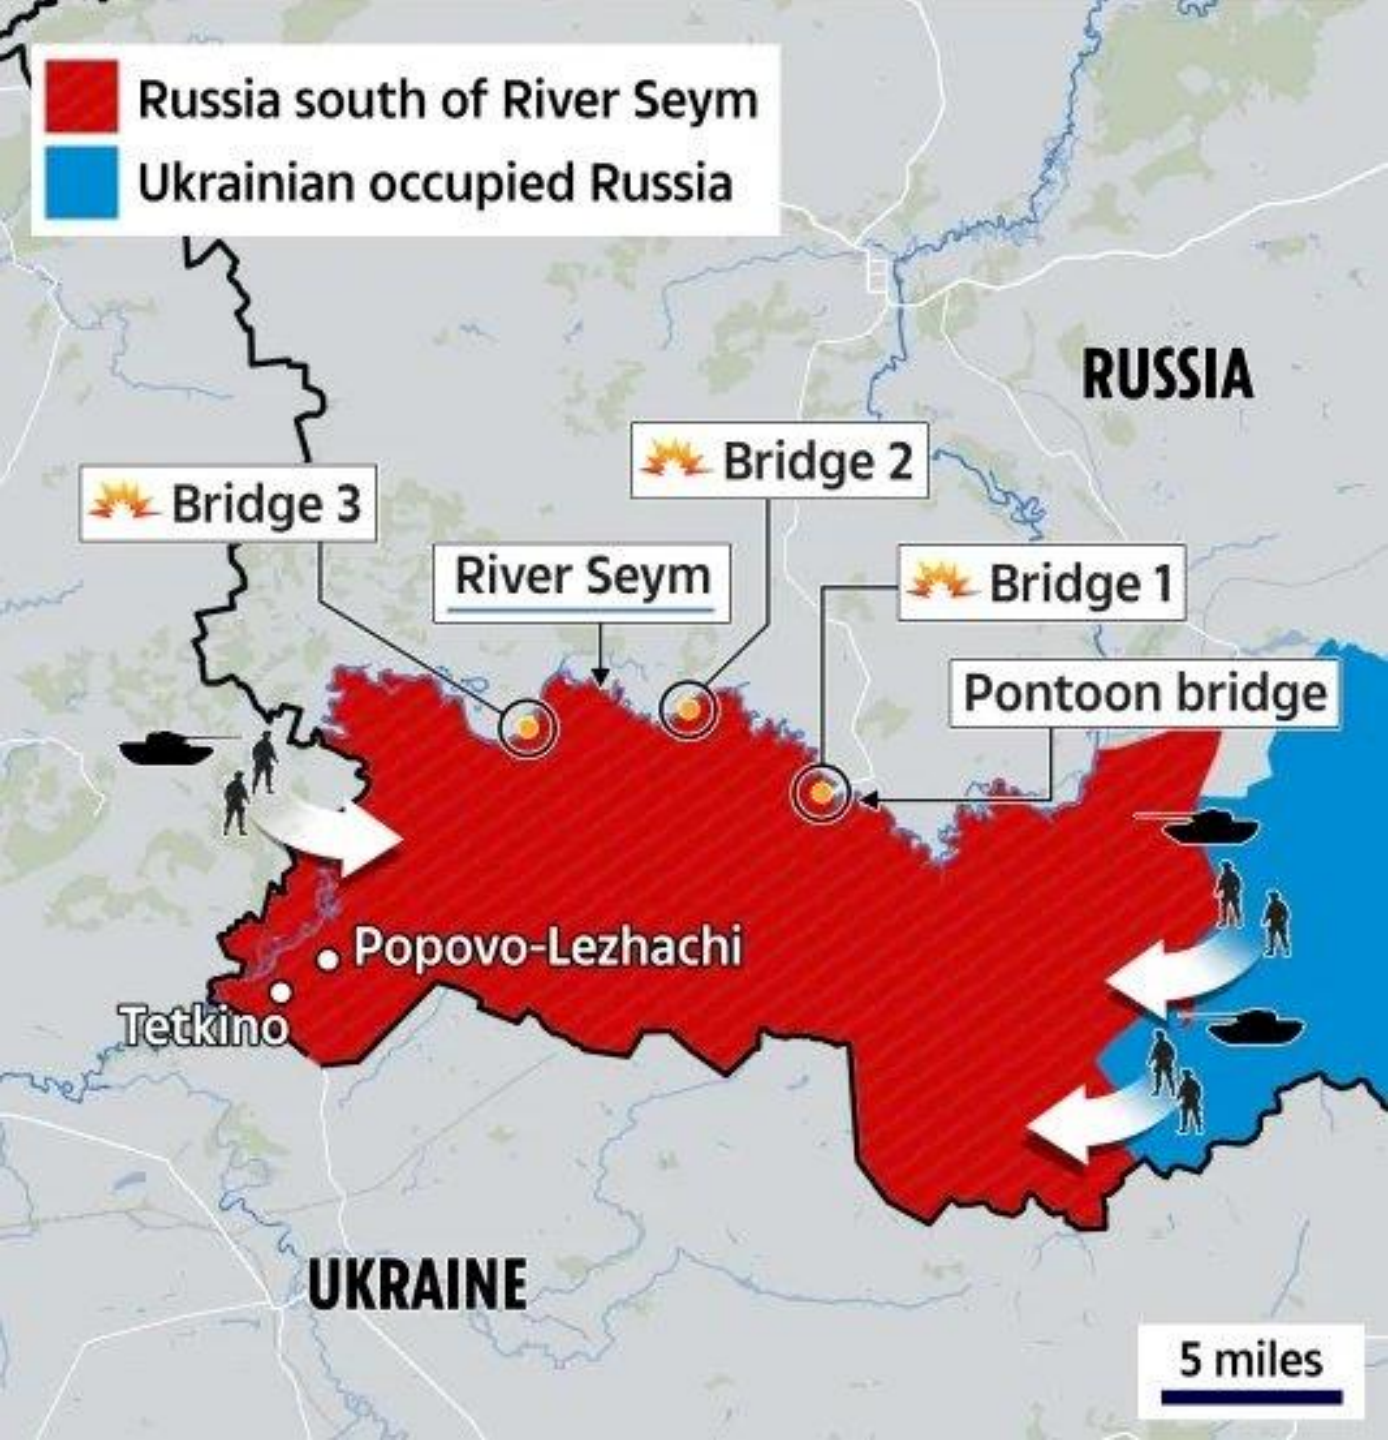 Russia south of River Seym
Ukrainian occupied Russia
RUSSIA
Bridge 2
Bridge 3
River Seym
Bridge 1
Pontoon bridge
Popovo-Lezhachi
Tetkino
UKRAINE
5 miles